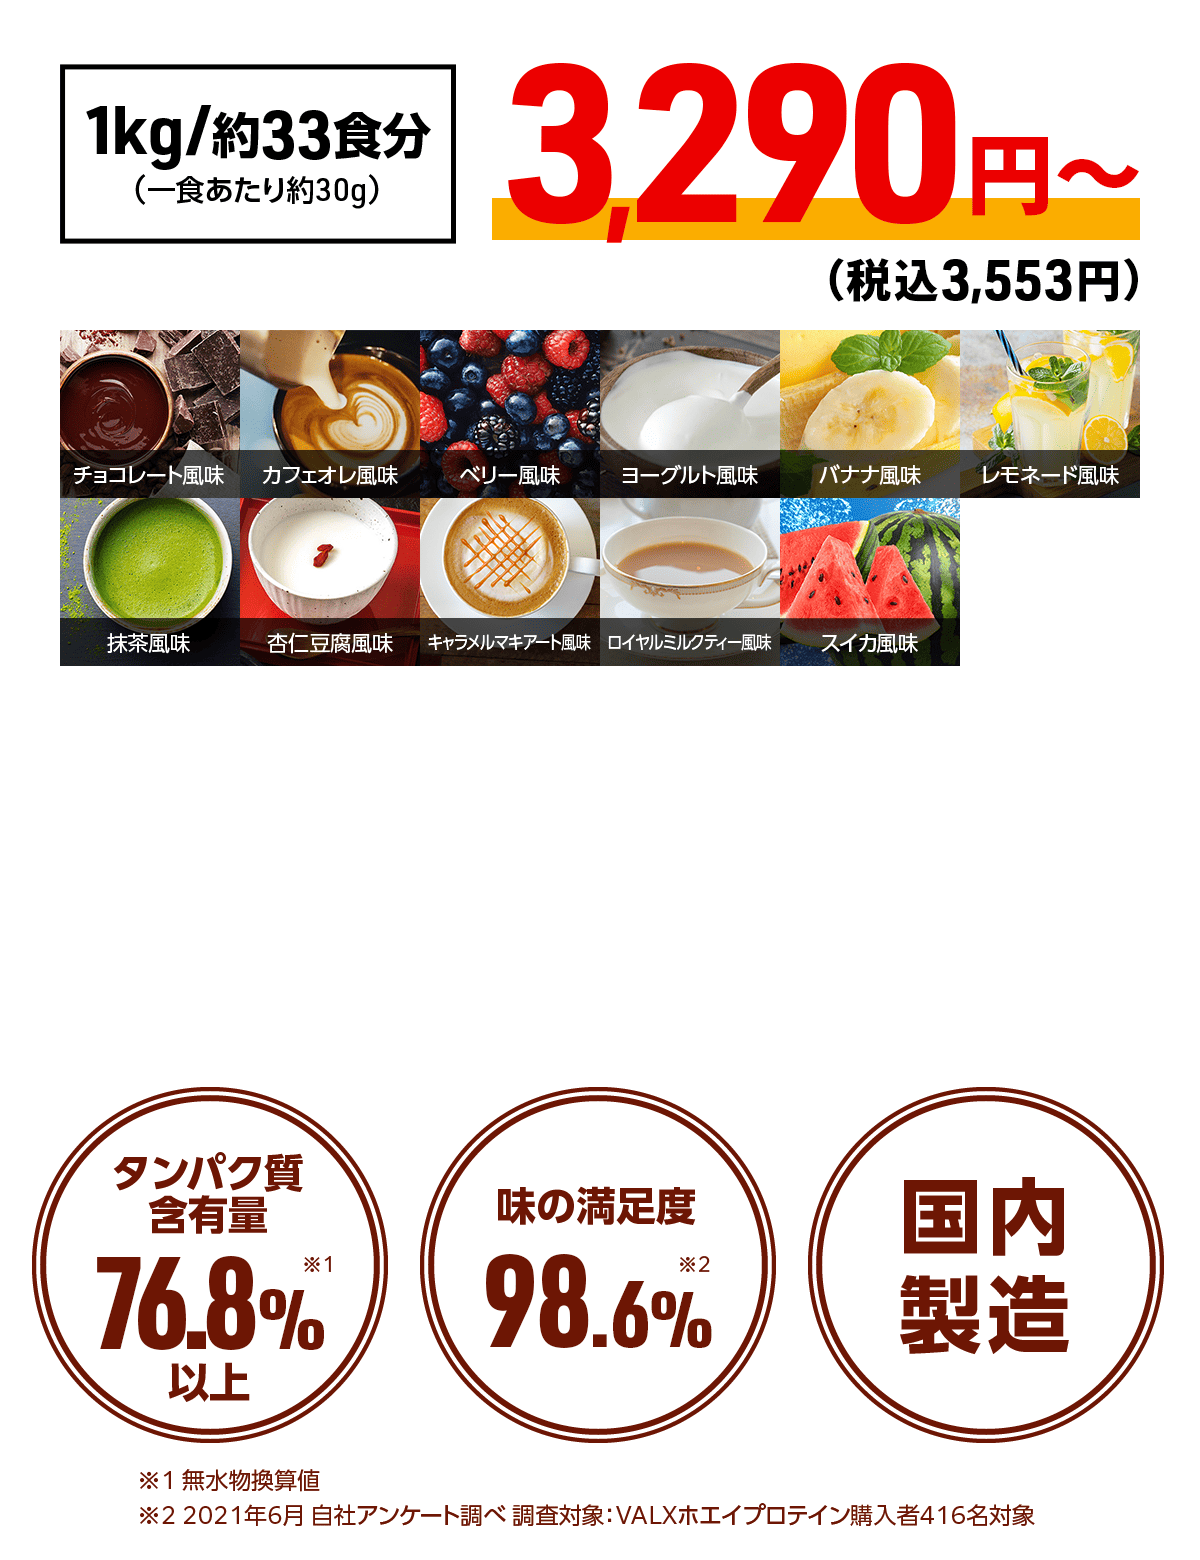 1kg/約33食分
（一食あたり約30g）
3,290円〜
（税込3,553円）
チョコレート風味
カフェオレ風味
ベリー風味
ヨーグルト風味
バナナ風味
レモネード風味
抹茶風味
杏仁豆腐風味
キャラメルマキアート風味
ロイヤルミルクティー風味
スイカ風味
タンパク質
含有量
76.8%※1
以上
味の満足度
98.6%※2
国内
製造
※1 無水物換算値
※2 2021年6月 自社アンケート調べ 調査対象：VALXホエイプロテイン購入者416名対象